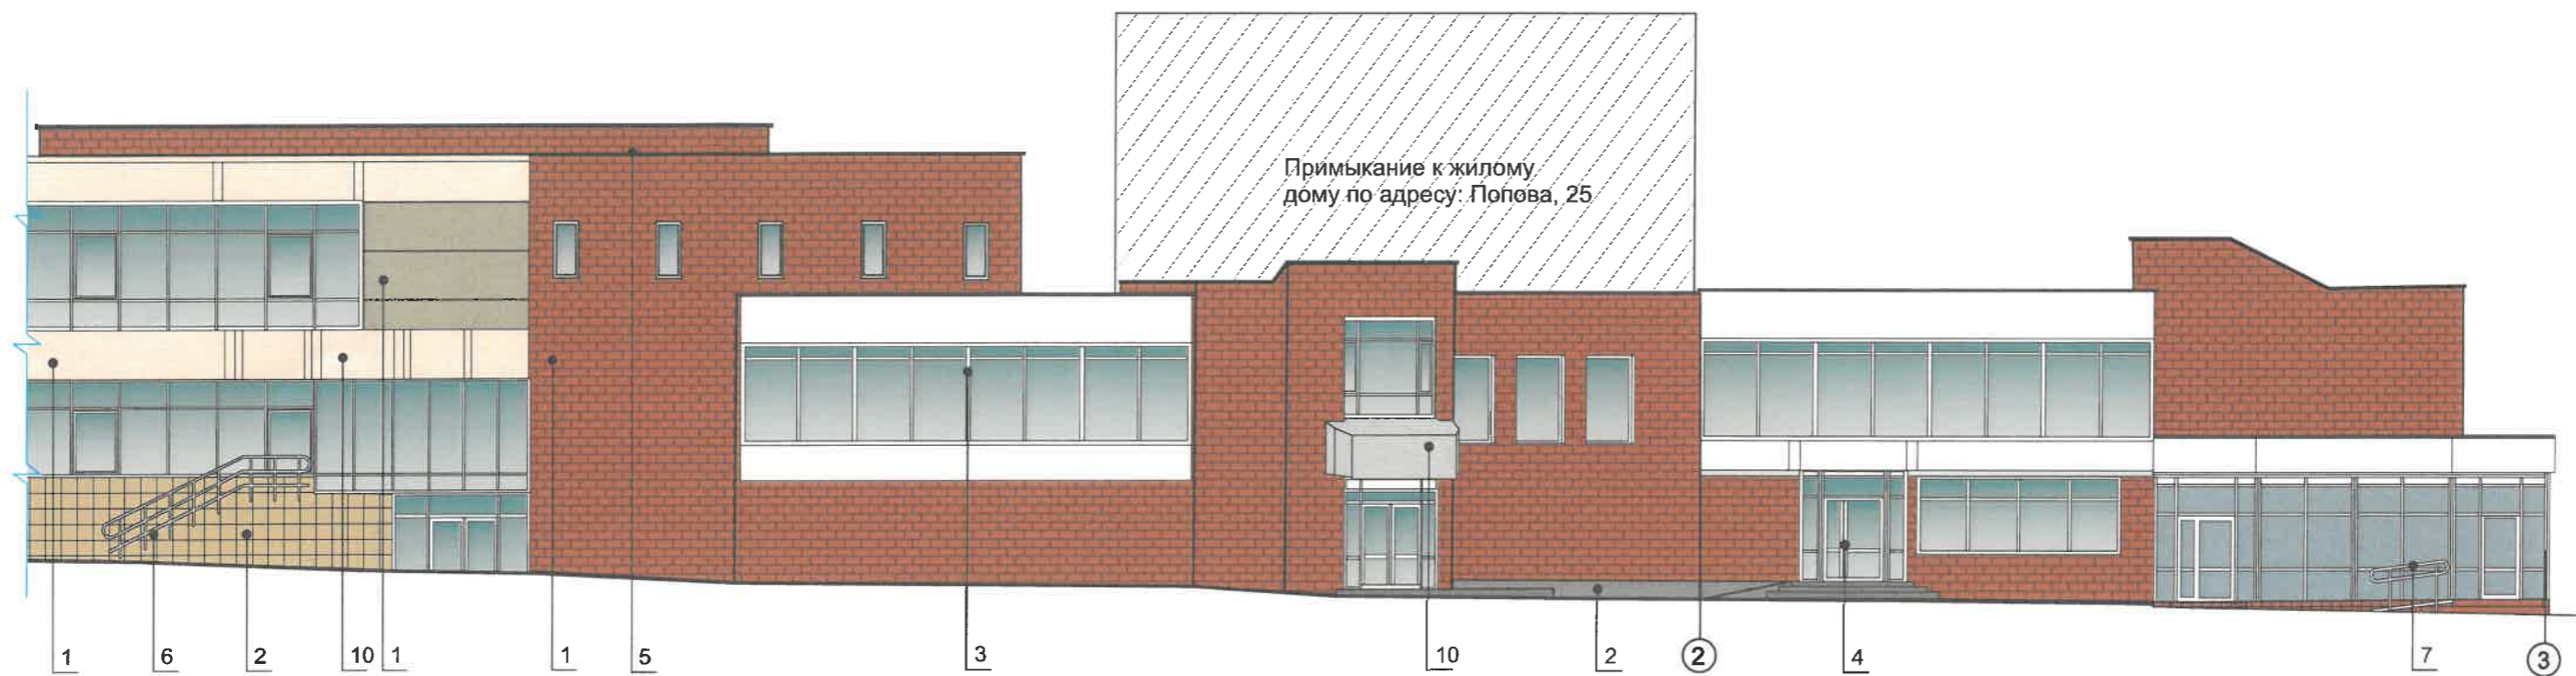 Примыкание к жилому
дому по адресу: Попова, 25
1 6 2 10 1 1 5 3 10 2 2 4 7 3